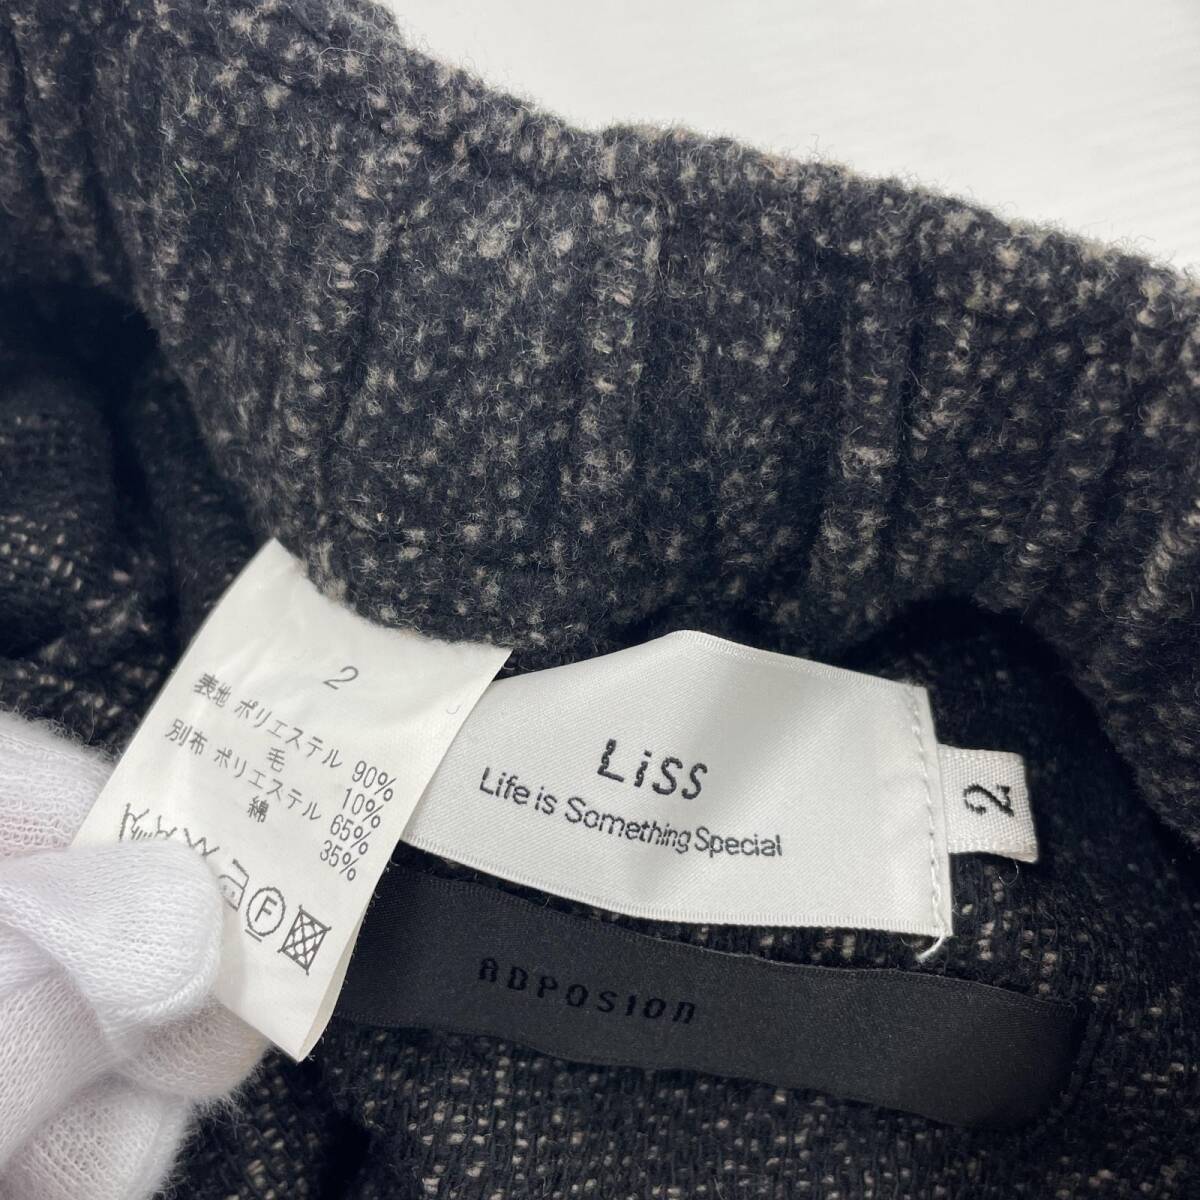 2
表地 ポリエステル 90%
毛 10%
別布 ポリエステル 65%
綿 35%
F
LiSS
Life is Something Special
2
ADPOSION